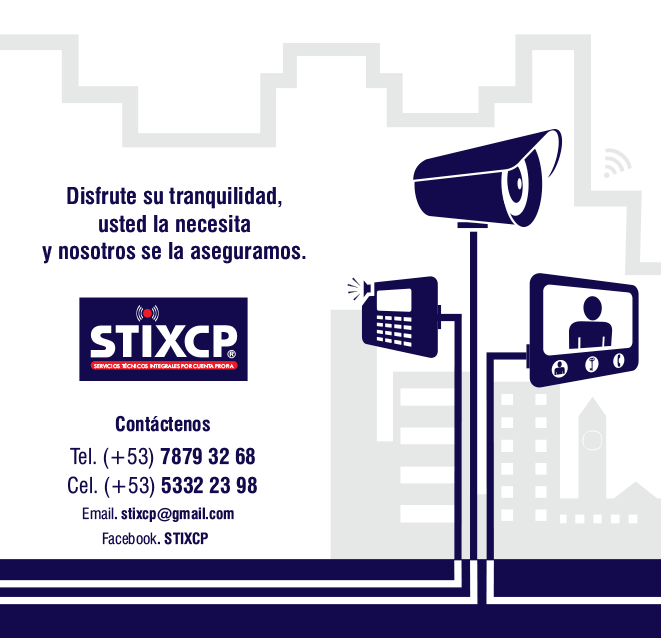 Disfrute su tranquilidad,
usted la necesita
y nosotros se la aseguramos.
STIXCP®
SERVICIOS TÉCNICOS INTEGRALES POR CUENTA PROPIA
Contáctenos
Tel. (+53) 7879 32 68
Cel. (+53) 5332 23 98
Email. stixcp@gmail.com
Facebook. STIXCP